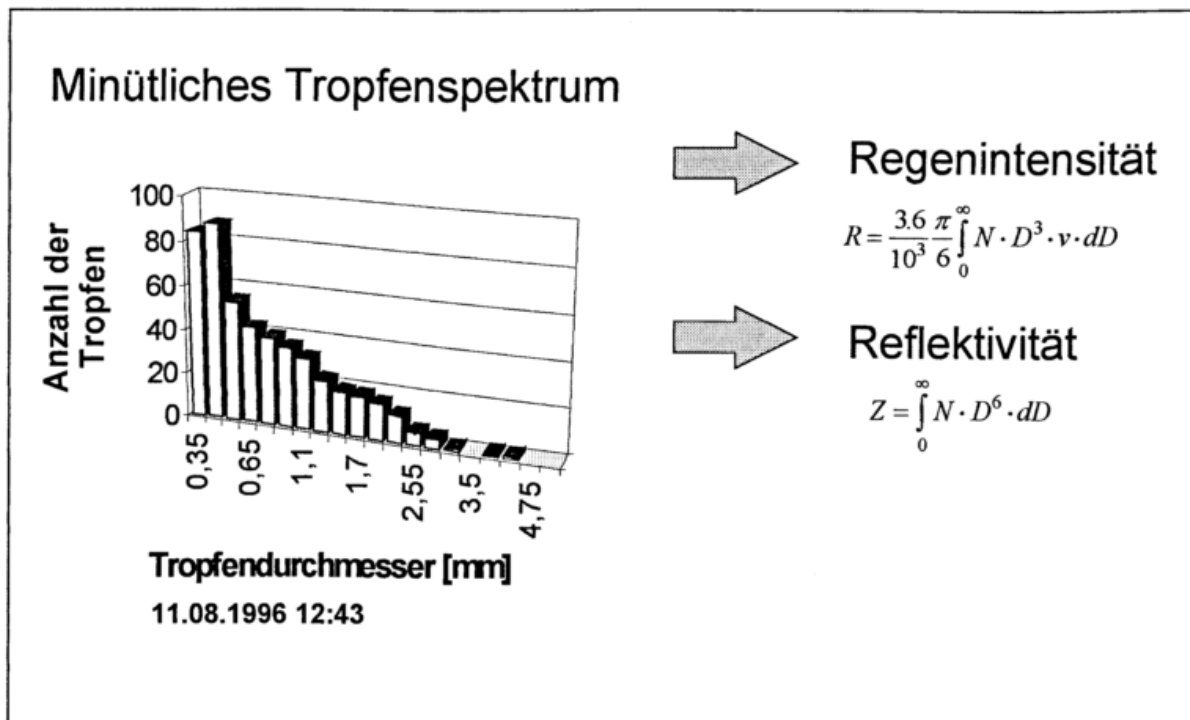 Minütliches Tropfenspektrum
Anzahl der
Tropfen
100
80
60
40
20
0
0,35
0,65
1,1
1,7
2,55
3,5
4,75
Tropfendurchmesser [mm]
11.08.1996 12:43
Regenintensität
R = 3.6/10³ π/6 ∫₀^∞ N · D³ · v · dD
Reflektivität
Z = ∫₀^∞ N · D⁶ · dD